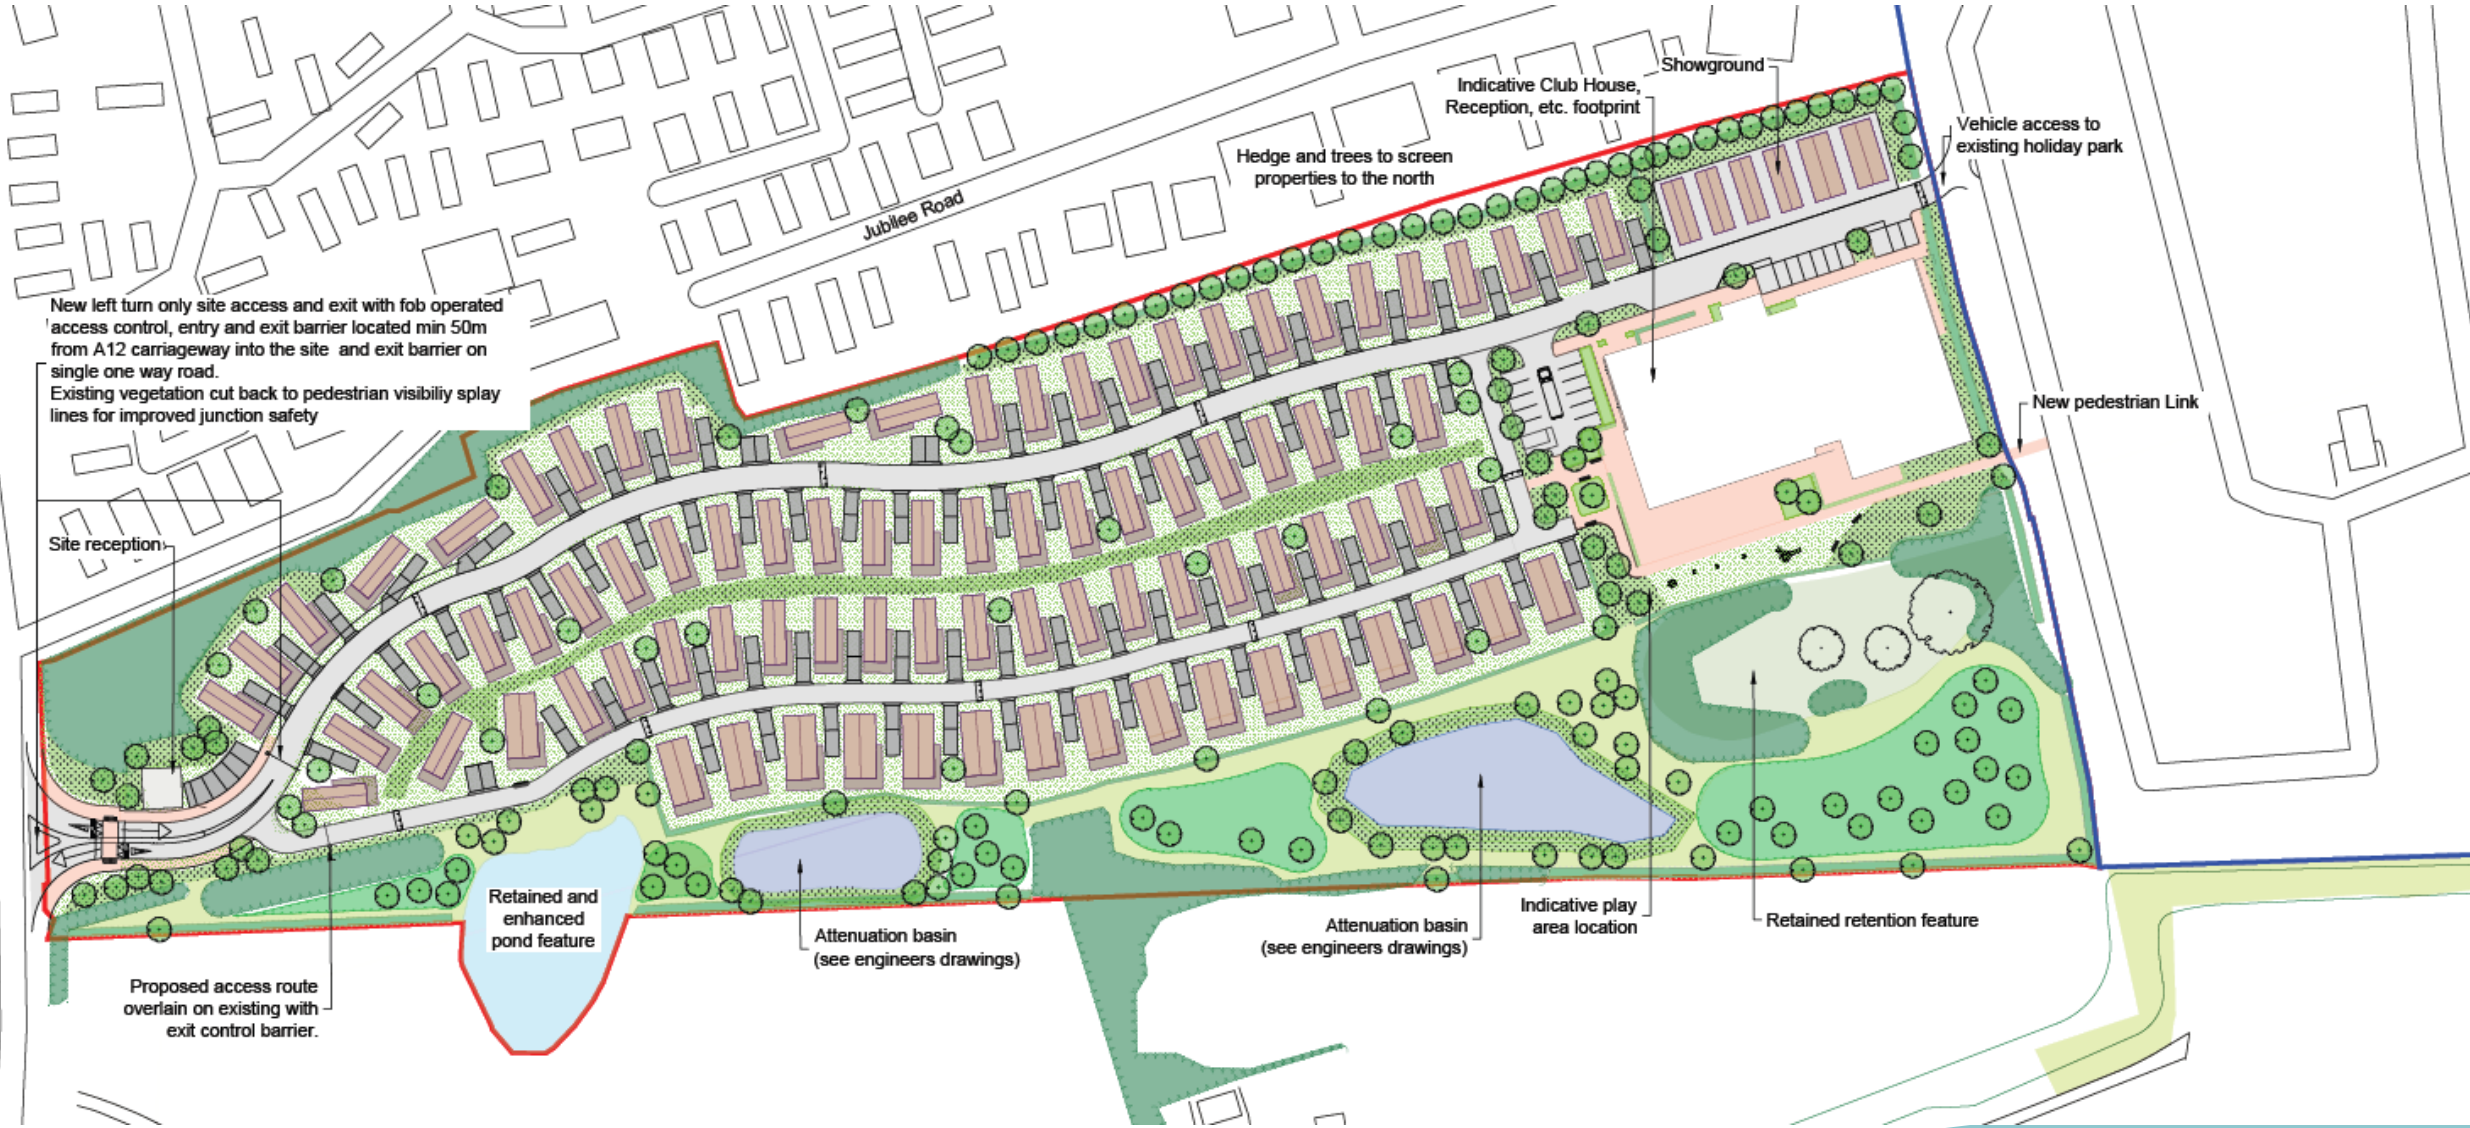 Showground
Indicative Club House,
Reception, etc. footprint
Vehicle access to
existing holiday park
Hedge and trees to screen
properties to the north
Jubilee Road
New left turn only site access and exit with fob operated
access control, entry and exit barrier located min 50m
from A12 carriageway into the site and exit barrier on
single one way road.
Existing vegetation cut back to pedestrian visibiliy splay
lines for improved junction safety
New pedestrian Link
Site reception
Retained and
enhanced
pond feature
Attenuation basin
(see engineers drawings)
Attenuation basin
(see engineers drawings)
Indicative play
area location
Retained retention feature
Proposed access route
overlain on existing with
exit control barrier.